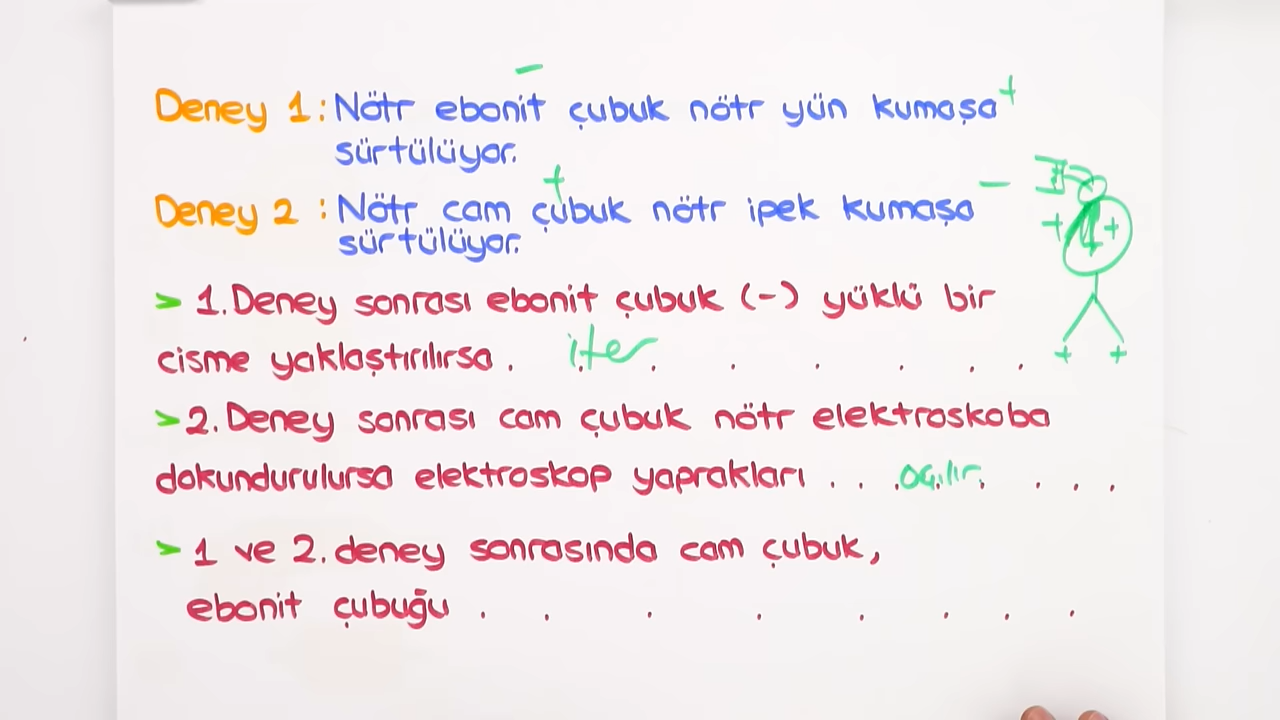 −
Deney 1: Nötr ebonit çubuk nötr yün kumaşa +
sürtülüyor.
+
Deney 2 : Nötr cam çubuk nötr ipek kumaşa −
sürtülüyor.
+ +
> 1. Deney sonrası ebonit çubuk (-) yüklü bir
cisme yaklaştırılırsa . iter . . . . . .
+ +
> 2. Deney sonrası cam çubuk nötr elektroskoba
dokundurulursa elektroskop yaprakları . . . açılır. . . . .
> 1 ve 2. deney sonrasında cam çubuk,
ebonit çubuğu . . . . . . . .